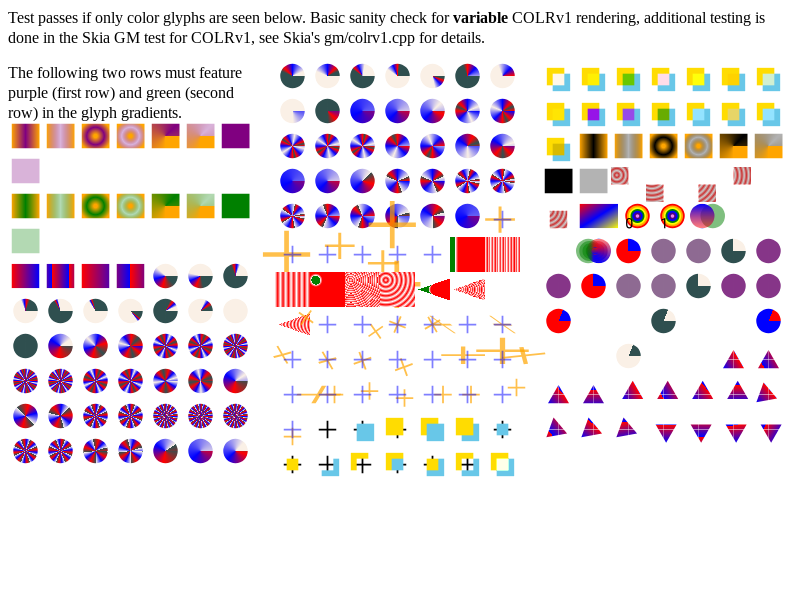 Test passes if only color glyphs are seen below. Basic sanity check for variable COLRv1 rendering, additional testing is
done in the Skia GM test for COLRv1, see Skia's gm/colrv1.cpp for details.
The following two rows must feature
purple (first row) and green (second
row) in the glyph gradients.
0 1